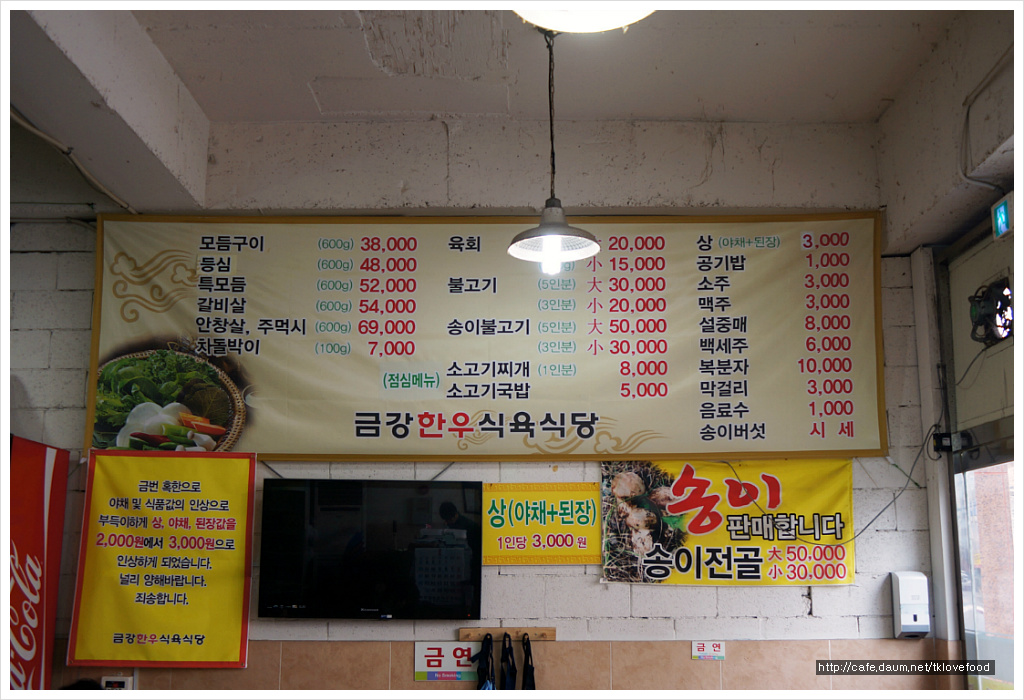 모듬구이 (600g) 38,000
등심 (600g) 48,000
특모듬 (600g) 52,000
갈비살 (600g) 54,000
안창살, 주먹시 (600g) 69,000
차돌박이 (100g) 7,000
육회 20,000
小 15,000
불고기 (5인분) 大 30,000
(3인분) 小 20,000
송이불고기 (5인분) 大 50,000
(3인분) 小 30,000
(점심메뉴) 소고기찌개 (1인분) 8,000
소고기국밥 5,000
상 (야채+된장) 3,000
공기밥 1,000
소주 3,000
맥주 3,000
설중매 8,000
백세주 6,000
복분자 10,000
막걸리 3,000
음료수 1,000
송이버섯 시 세
금강한우식육식당
금번 혹한으로
야채 및 식품값의 인상으로
부득이하게 상, 야채, 된장값을
2,000원에서 3,000원으로
인상하게 되었습니다.
널리 양해바랍니다.
죄송합니다.
금강한우식육식당
상(야채+된장)
1인당 3,000 원
송이
판매합니다
송이전골 大 50,000
小 30,000
Coca-Cola
금 연
No Smoking
금 연
http://cafe.daum.net/tklovefood